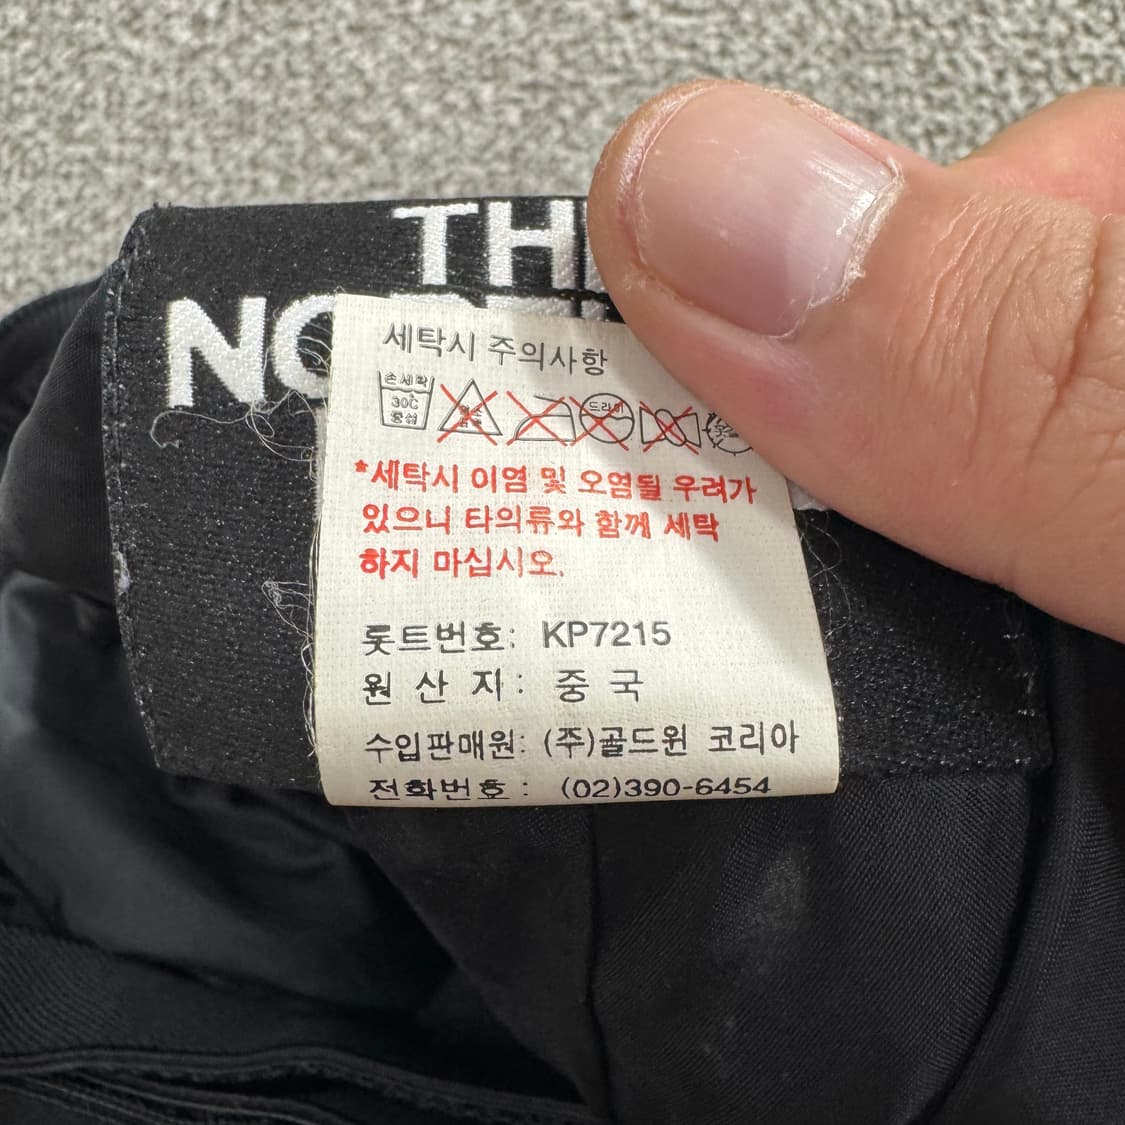 THE
NO
세탁시 주의사항
손세탁
30℃
중성
드라이
*세탁시 이염 및 오염될 우려가
있으니 타의류와 함께 세탁
하지 마십시오.
롯트번호: KP7215
원 산 지: 중 국
수입판매원: (주)골드윈 코리아
전화번호: (02)390-6454